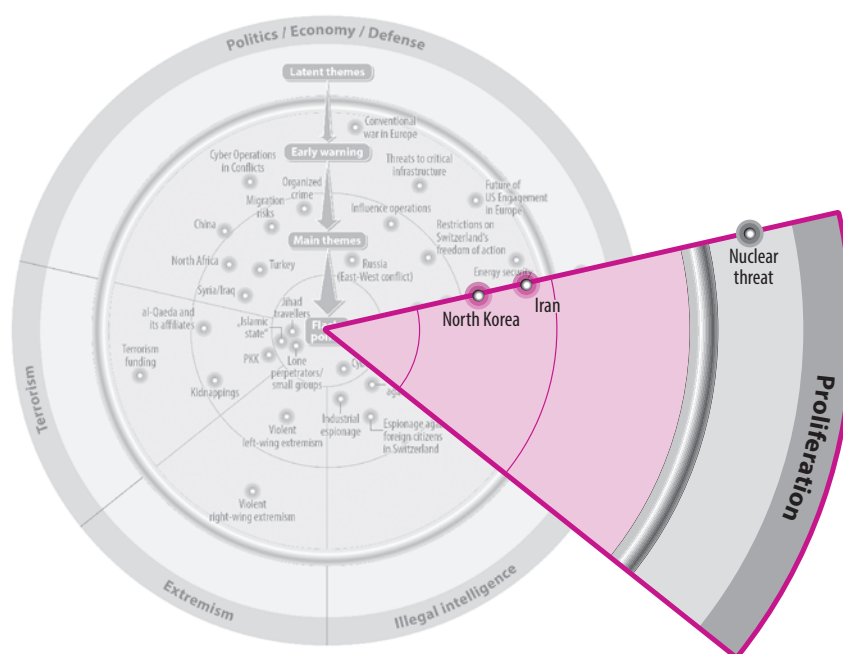 Politics / Economy / Defense
Latent themes
Conventional
war in Europe
Early warning
Cyber Operations
in Conflicts
Threats to critical
infrastructure
Organized
crime
Future of
US Engagement
in Europe
Migration
risks
Influence operations
China
Main themes
Restrictions on
Switzerland's
freedom of action
North Africa
Turkey
Russia
(East-West conflict)
Energy security
Nuclear
threat
Syria/Iraq
Jihad
travellers
North Korea
Iran
al-Qaeda and
its affiliates
„Islamic
state“
Terrorism
funding
PKK
Lone
perpetrators/
small groups
Kidnappings
Industrial
espionage
Violent
left-wing extremism
foreign citizens
in Switzerland
Violent
right-wing extremism
Terrorism
Extremism
Illegal intelligence
Proliferation